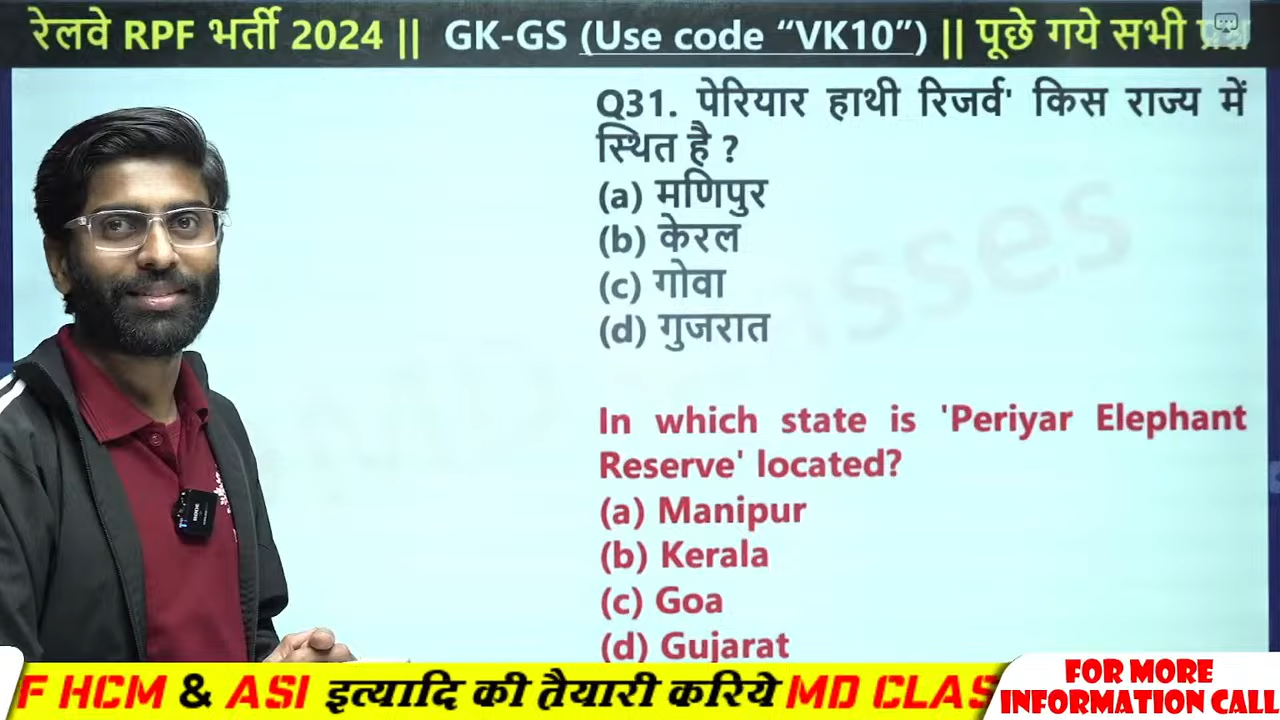 रेलवे RPF भर्ती 2024 || GK-GS (Use code “VK10”) || पूछे गये सभी
Q31. पेरियार हाथी रिजर्व' किस राज्य में
स्थित है ?
(a) मणिपुर
(b) केरल
(c) गोवा
(d) गुजरात
In which state is 'Periyar Elephant
Reserve' located?
(a) Manipur
(b) Kerala
(c) Goa
(d) Gujarat
F HCM & ASI इत्यादि की तैयारी करिये MD CLAS
FOR MORE
INFORMATION CALL